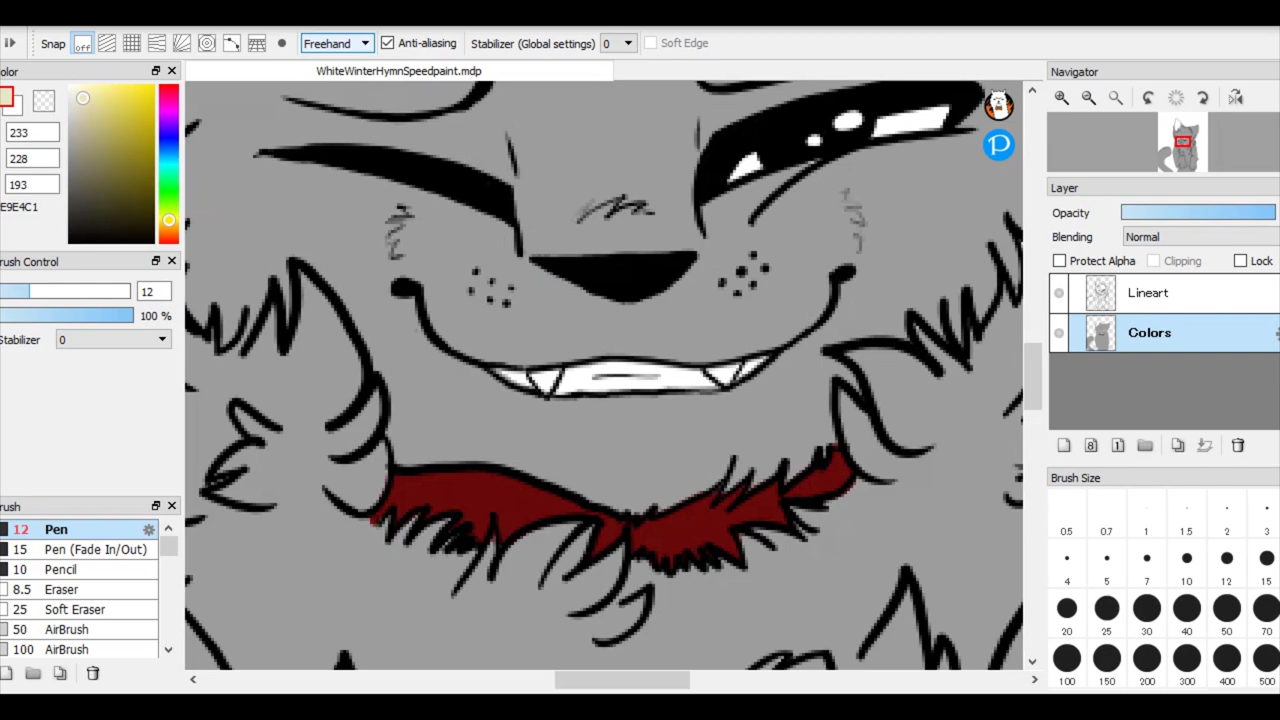 Snap off Freehand Anti-aliasing Stabilizer (Global settings) 0 Soft Edge
olor
WhiteWinterHymnSpeedpaint.mdp
Navigator
233
228
193
E9E4C1
rush Control
12
100 %
Stabilizer 0
rush
12 Pen
15 Pen (Fade In/Out)
10 Pencil
8.5 Eraser
25 Soft Eraser
50 AirBrush
100 AirBrush
P
Layer
Opacity
Blending Normal
Protect Alpha Clipping Lock
Lineart
Colors
8 1
Brush Size
0.5 0.7 1 1.5 2 3
4 5 7 10 12 15
20 25 30 40 50 70
100 150 200 300 400 500